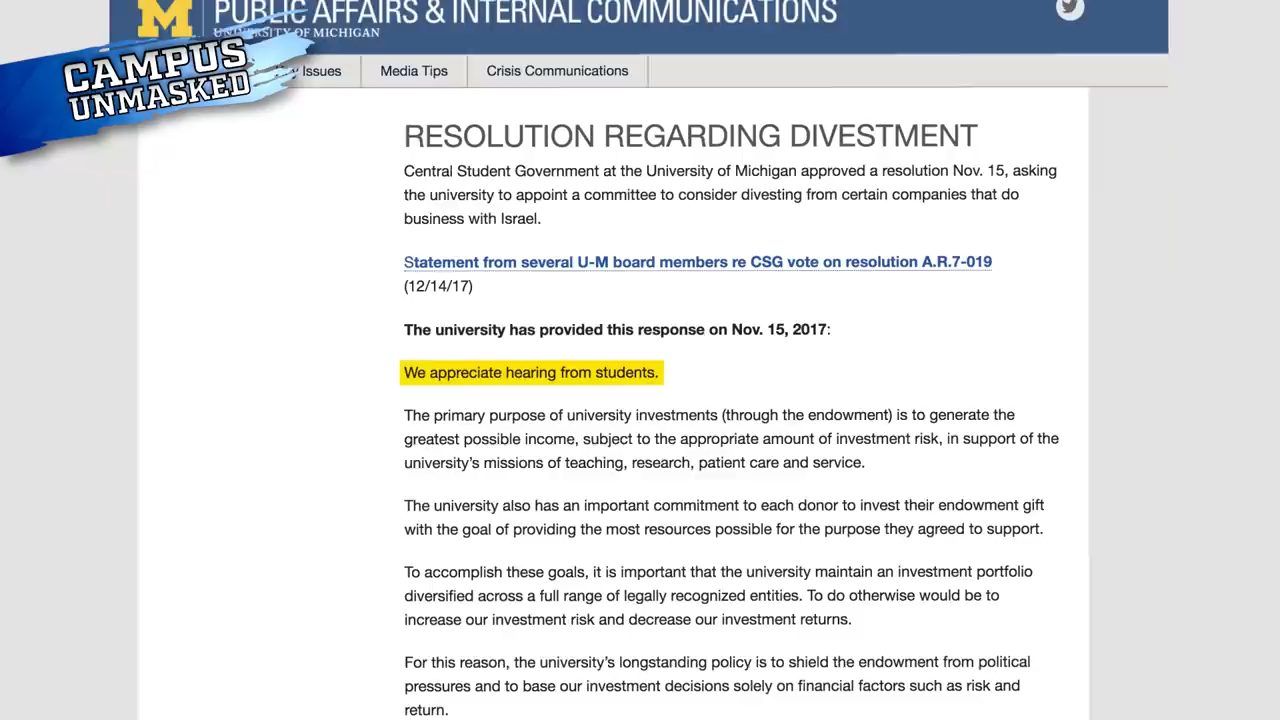 PUBLIC AFFAIRS & INTERNAL COMMUNICATIONS
UNIVERSITY OF MICHIGAN
M
CAMPUS
UNMASKED
Issues
Media Tips
Crisis Communications
RESOLUTION REGARDING DIVESTMENT
Central Student Government at the University of Michigan approved a resolution Nov. 15, asking
the university to appoint a committee to consider divesting from certain companies that do
business with Israel.
Statement from several U-M board members re CSG vote on resolution A.R.7-019
(12/14/17)
The university has provided this response on Nov. 15, 2017:
We appreciate hearing from students.
The primary purpose of university investments (through the endowment) is to generate the
greatest possible income, subject to the appropriate amount of investment risk, in support of the
university's missions of teaching, research, patient care and service.
The university also has an important commitment to each donor to invest their endowment gift
with the goal of providing the most resources possible for the purpose they agreed to support.
To accomplish these goals, it is important that the university maintain an investment portfolio
diversified across a full range of legally recognized entities. To do otherwise would be to
increase our investment risk and decrease our investment returns.
For this reason, the university's longstanding policy is to shield the endowment from political
pressures and to base our investment decisions solely on financial factors such as risk and
return.